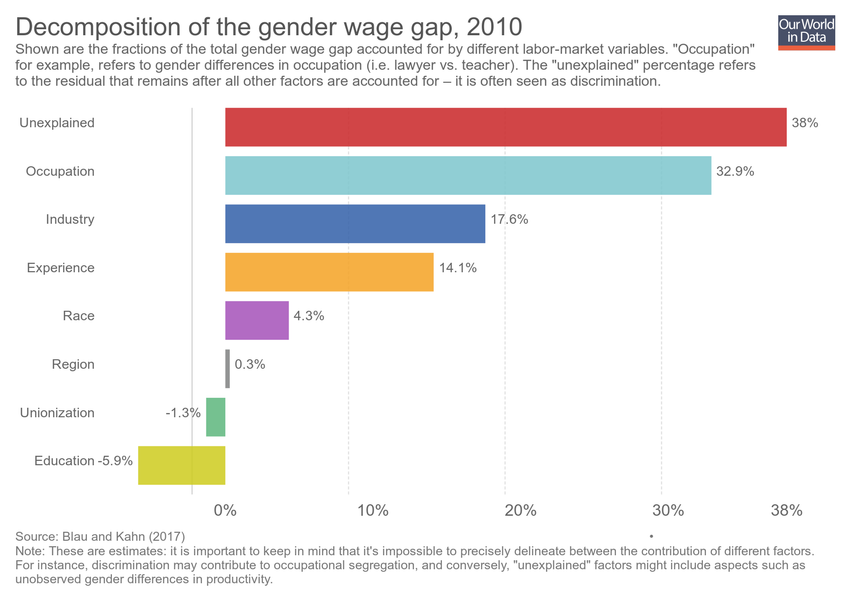 Decomposition of the gender wage gap, 2010
Our World
in Data
Shown are the fractions of the total gender wage gap accounted for by different labor-market variables. "Occupation"
for example, refers to gender differences in occupation (i.e. lawyer vs. teacher). The "unexplained" percentage refers
to the residual that remains after all other factors are accounted for – it is often seen as discrimination.
Unexplained 38%
Occupation 32.9%
Industry 17.6%
Experience 14.1%
Race 4.3%
Region 0.3%
Unionization -1.3%
Education -5.9%
0% 10% 20% 30% 38%
Source: Blau and Kahn (2017)
Note: These are estimates: it is important to keep in mind that it's impossible to precisely delineate between the contribution of different factors.
For instance, discrimination may contribute to occupational segregation, and conversely, "unexplained" factors might include aspects such as
unobserved gender differences in productivity.